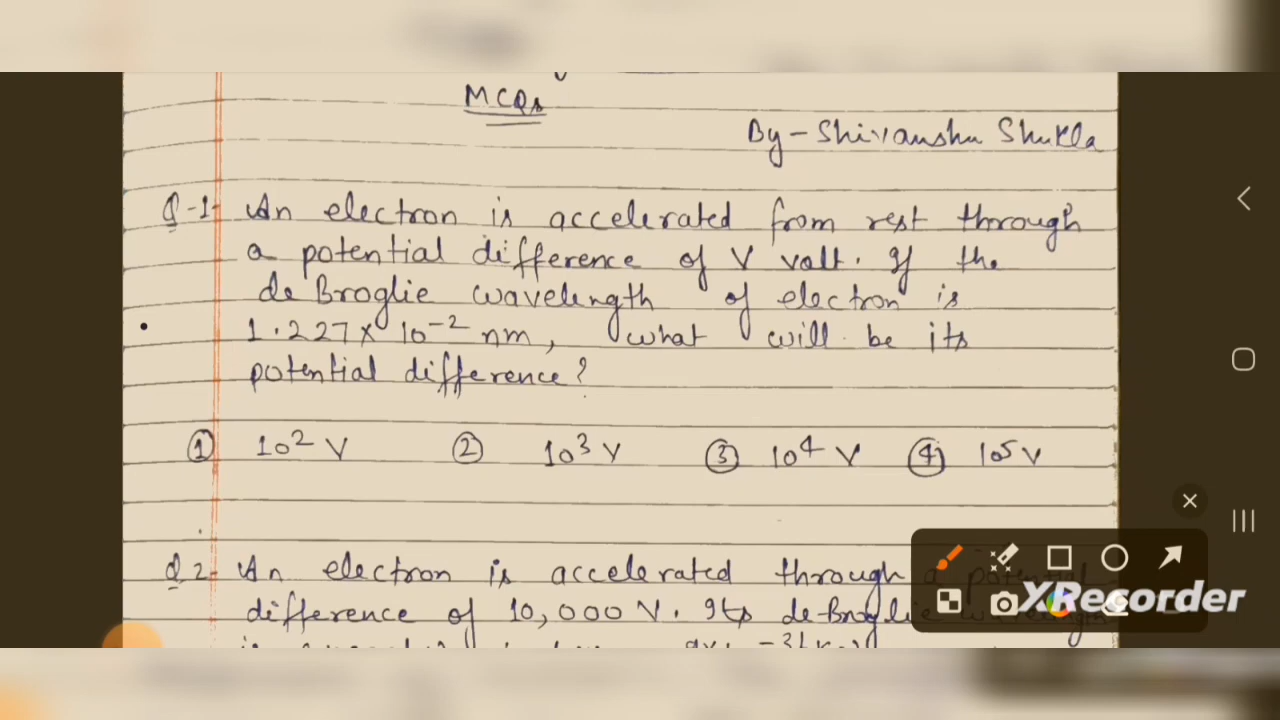 MCQs
By - Shivanshu Shukla
Q-1- An electron is accelerated from rest through
a potential difference of V volt. If the
de Broglie wavelength of electron is
1.227 x 10⁻² nm, what will be its
potential difference?
① 10² V ② 10³ V ③ 10⁴ V ④ 10⁵ V
Q.2- An electron is accelerated through a potential
difference of 10,000 V. Its de-Broglie
XRecorder